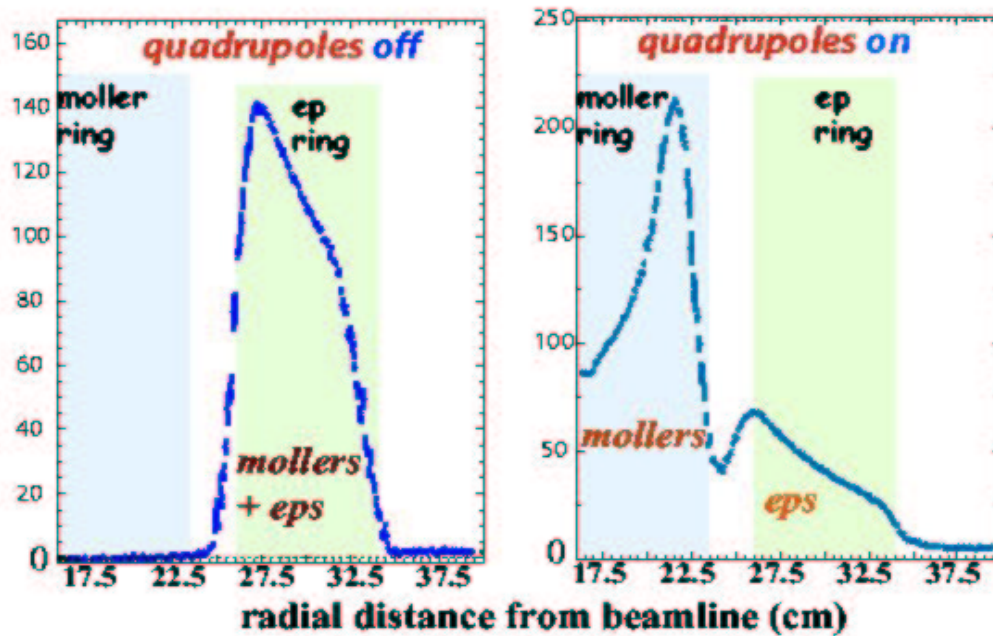 quadrupoles off
moller
ring
ep
ring
mollers
+ eps
160
140
120
100
80
60
40
20
0
17.5 22.5 27.5 32.5 37.5
quadrupoles on
moller
ring
ep
ring
mollers
eps
250
200
150
100
50
0
17.5 22.5 27.5 32.5 37.5
radial distance from beamline (cm)